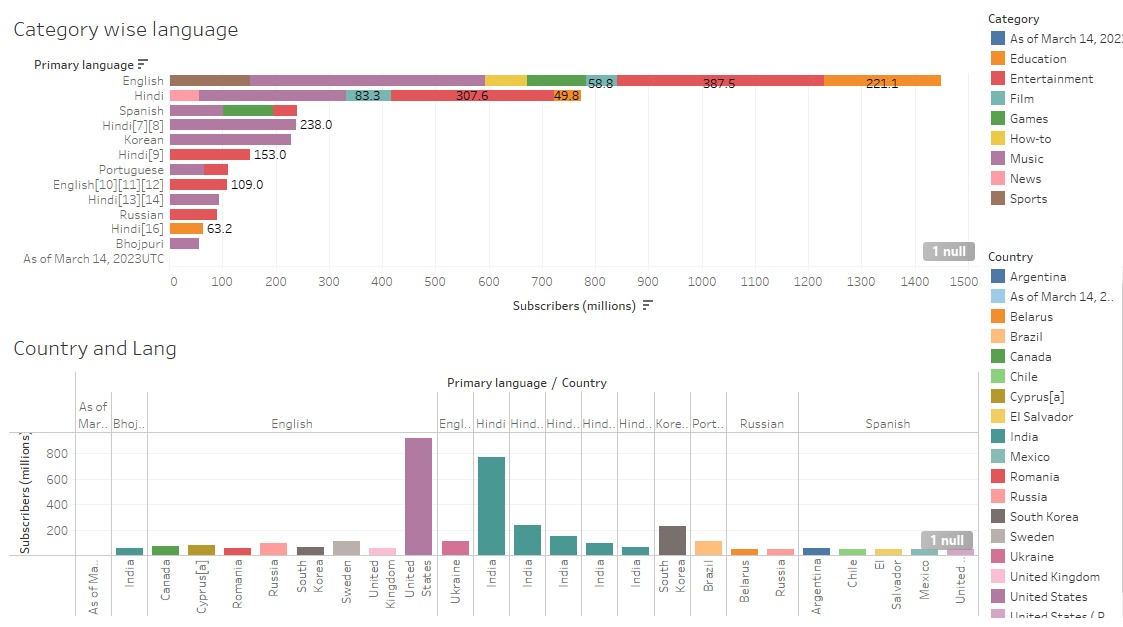 Category wise language
Primary language
English
58.8
387.5
221.1
Hindi
83.3
307.6
49.8
Spanish
Hindi[7][8]
238.0
Korean
Hindi[9]
153.0
Portuguese
English[10][11][12]
109.0
Hindi[13][14]
Russian
Hindi[16]
63.2
Bhojpuri
As of March 14, 2023UTC
1 null
0 100 200 300 400 500 600 700 800 900 1000 1100 1200 1300 1400 1500
Subscribers (millions)
Category
As of March 14, 202
Education
Entertainment
Film
Games
How-to
Music
News
Sports
Country and Lang
Primary language / Country
As of
Mar.. Bhoj.. English Engl.. Hindi Hind.. Hind.. Hind.. Hind.. Kore.. Port.. Russian Spanish
Subscribers (millions)
800
600
400
200
1 null
As of Ma..
India
Canada
Cyprus[a]
Romania
Russia
South
Korea
Sweden
United
Kingdom
United
States
Ukraine
India
India
India
India
India
South
Korea
Brazil
Belarus
Russia
Argentina
Chile
El
Salvador
Mexico
United ..
Country
Argentina
As of March 14, 2..
Belarus
Brazil
Canada
Chile
Cyprus[a]
El Salvador
India
Mexico
Romania
Russia
South Korea
Sweden
Ukraine
United Kingdom
United States
United States ( P